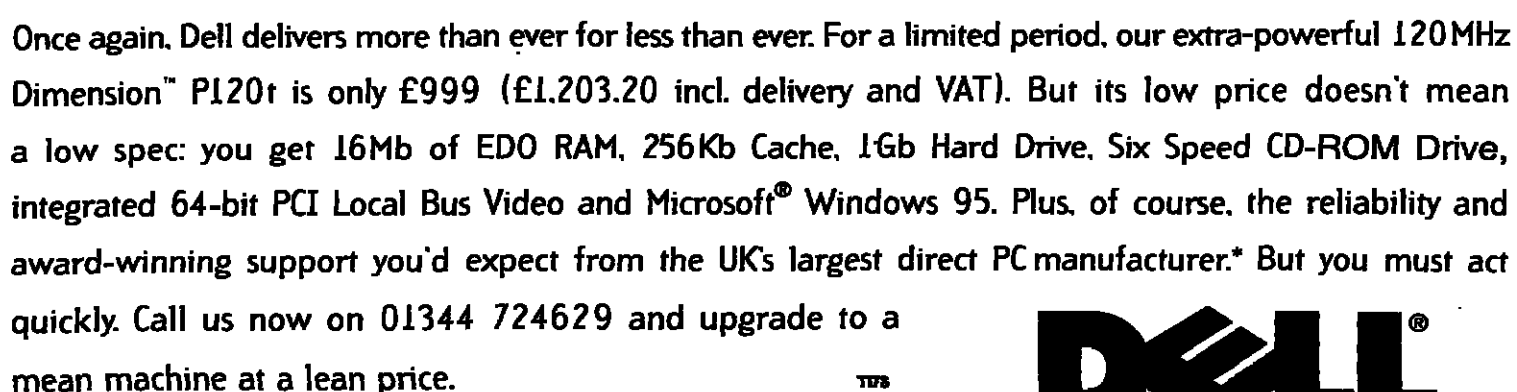 Once again, Dell delivers more than ever for less than ever. For a limited period, our extra-powerful 120MHz
Dimension™ P120t is only £999 (£1,203.20 incl. delivery and VAT). But its low price doesn't mean
a low spec: you get 16Mb of EDO RAM, 256Kb Cache, 1Gb Hard Drive, Six Speed CD-ROM Drive,
integrated 64-bit PCI Local Bus Video and Microsoft® Windows 95. Plus, of course, the reliability and
award-winning support you'd expect from the UK's largest direct PC manufacturer.* But you must act
quickly. Call us now on 01344 724629 and upgrade to a
mean machine at a lean price.
DELL®